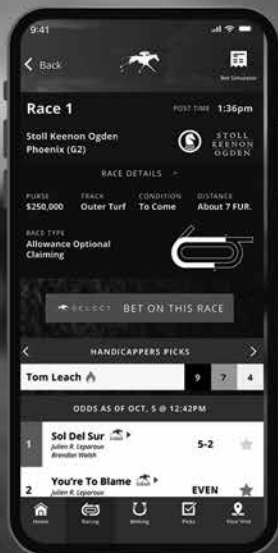 9:41
Back
Bet Simulator
Race 1
POST TIME 1:36pm
Stoll Keenon Ogden
Phoenix (G2)
STOLL
KEENON
OGDEN
RACE DETAILS
PURSE TRACK CONDITION DISTANCE
$250,000 Outer Turf To Come About 7 FUR.
RACE TYPE
Allowance Optional
Claiming
SELECT BET ON THIS RACE
HANDICAPPERS PICKS
Tom Leach 9 7 4
ODDS AS OF OCT, 5 @ 12:42PM
1 Sol Del Sur 5-2
Julien R. Leparoux
Brendan Walsh
2 You're To Blame EVEN
Julien R. Leparoux
Home Racing Betting Picks Your Visit